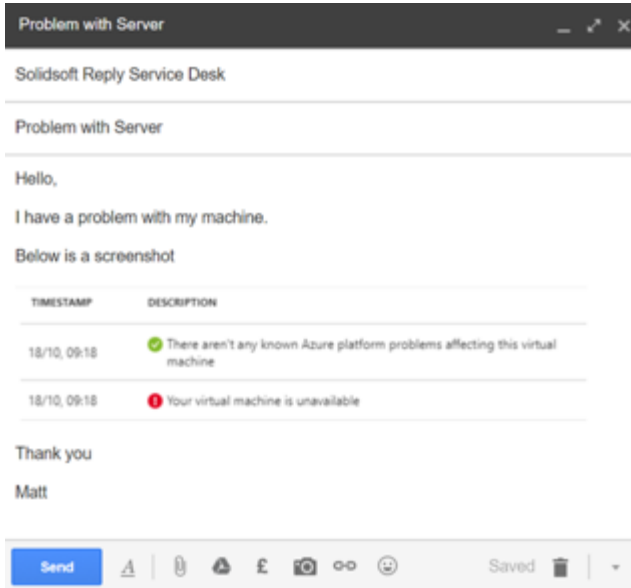 Problem with Server
Solidsoft Reply Service Desk
Problem with Server
Hello,
I have a problem with my machine.
Below is a screenshot
TIMESTAMP DESCRIPTION
18/10, 09:18 There aren't any known Azure platform problems affecting this virtual
machine
18/10, 09:18 Your virtual machine is unavailable
Thank you
Matt
Send A £ Saved